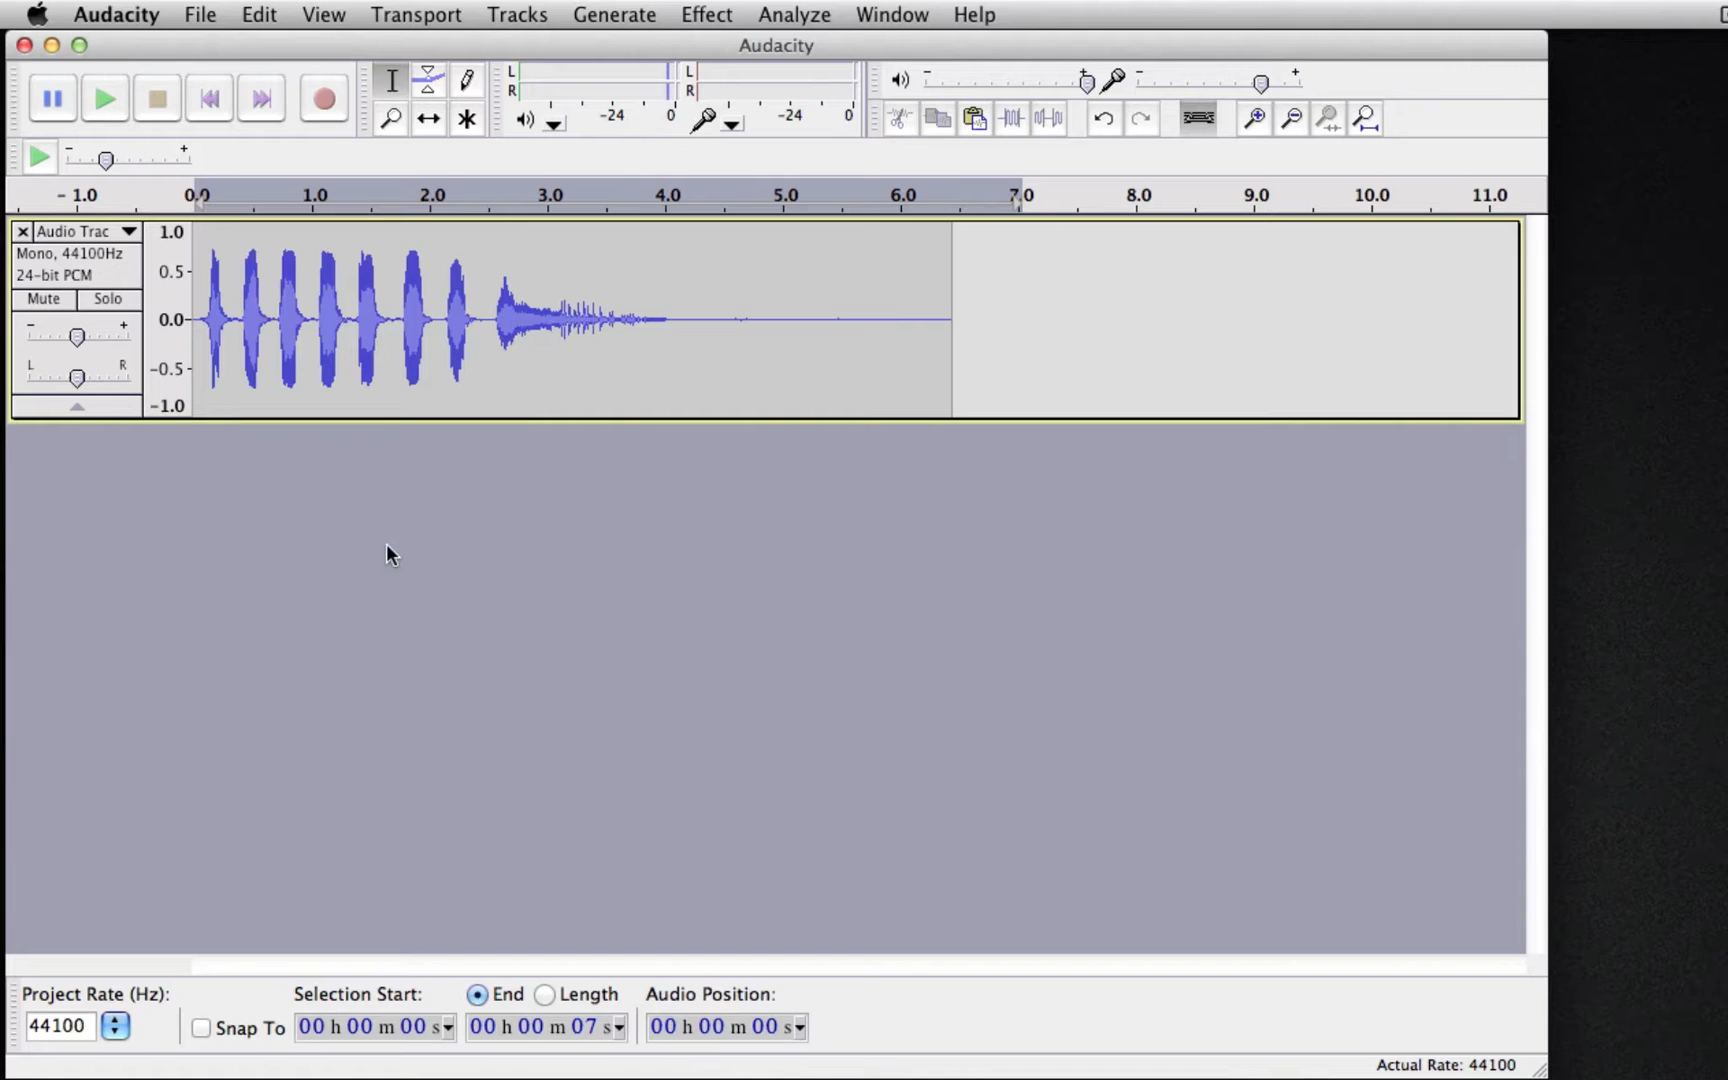 Audacity File Edit View Transport Tracks Generate Effect Analyze Window Help
Audacity
L
R
-24 0
L
R
-24 0
- + - +
- +
- 1.0 0.0 1.0 2.0 3.0 4.0 5.0 6.0 7.0 8.0 9.0 10.0 11.0
Audio Trac
Mono, 44100Hz
24-bit PCM
Mute Solo
- +
L R
1.0
0.5-
0.0-
-0.5-
-1.0
Project Rate (Hz): Selection Start: End Length Audio Position:
44100 Snap To 00 h 00 m 00 s 00 h 00 m 07 s 00 h 00 m 00 s
Actual Rate: 44100